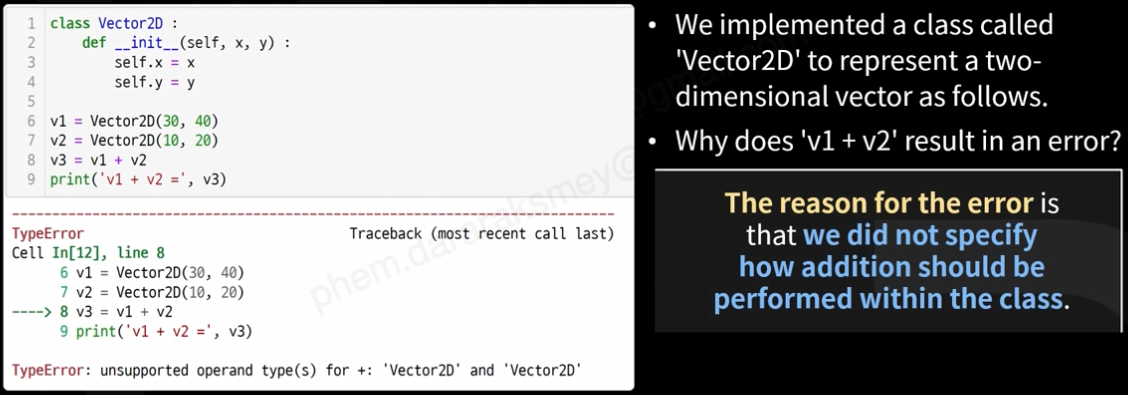 1 class Vector2D :
2     def __init__(self, x, y) :
3         self.x = x
4         self.y = y
5
6 v1 = Vector2D(30, 40)
7 v2 = Vector2D(10, 20)
8 v3 = v1 + v2
9 print('v1 + v2 =', v3)
---------------------------------------------------------------------------
TypeError                                 Traceback (most recent call last)
Cell In[12], line 8
      6 v1 = Vector2D(30, 40)
      7 v2 = Vector2D(10, 20)
----> 8 v3 = v1 + v2
      9 print('v1 + v2 =', v3)
TypeError: unsupported operand type(s) for +: 'Vector2D' and 'Vector2D'
• We implemented a class called
'Vector2D' to represent a two-
dimensional vector as follows.
• Why does 'v1 + v2' result in an error?
The reason for the error is
that we did not specify
how addition should be
performed within the class.